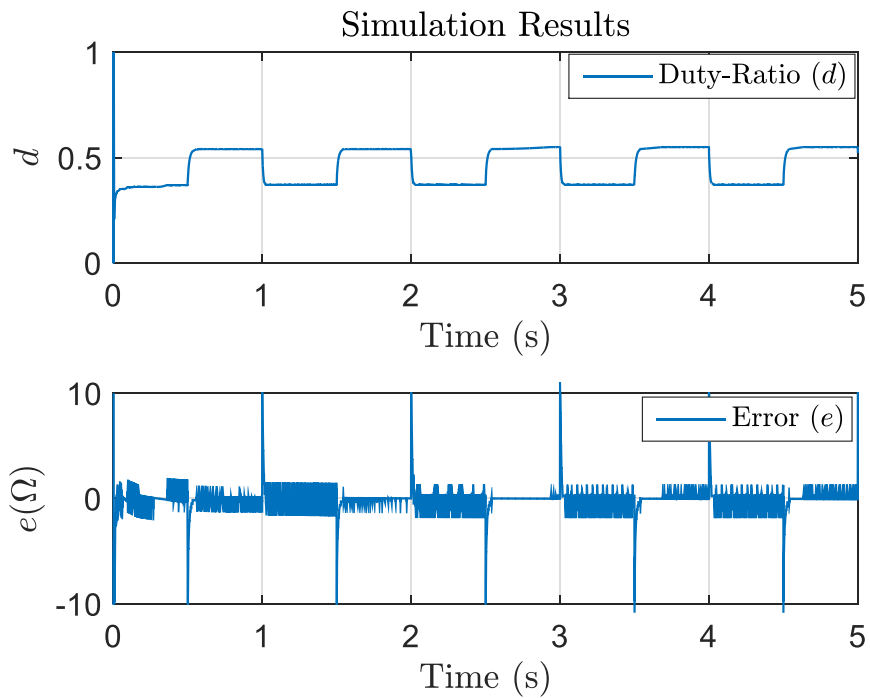 Simulation Results
1
0.5
0
d
Duty-Ratio (d)
0 1 2 3 4 5
Time (s)
10
0
-10
e(Ω)
Error (e)
0 1 2 3 4 5
Time (s)